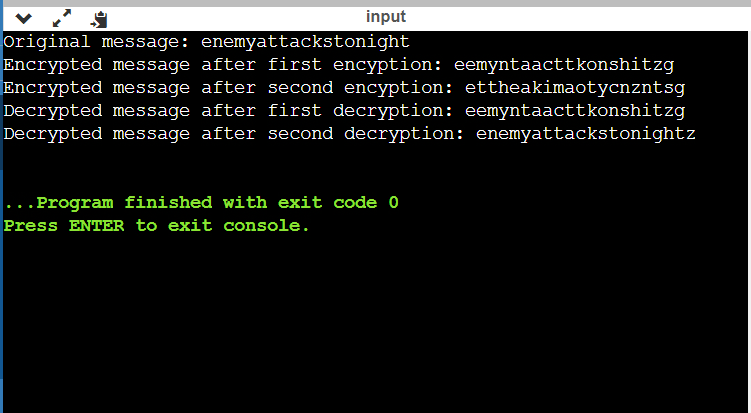 input
Original message: enemyattackstonight
Encrypted message after first encyption: eemyntaacttkonshitzg
Encrypted message after second encyption: ettheakimaotycnzntsg
Decrypted message after first decryption: eemyntaacttkonshitzg
Decrypted message after second decryption: enemyattackstonightz
...Program finished with exit code 0
Press ENTER to exit console.